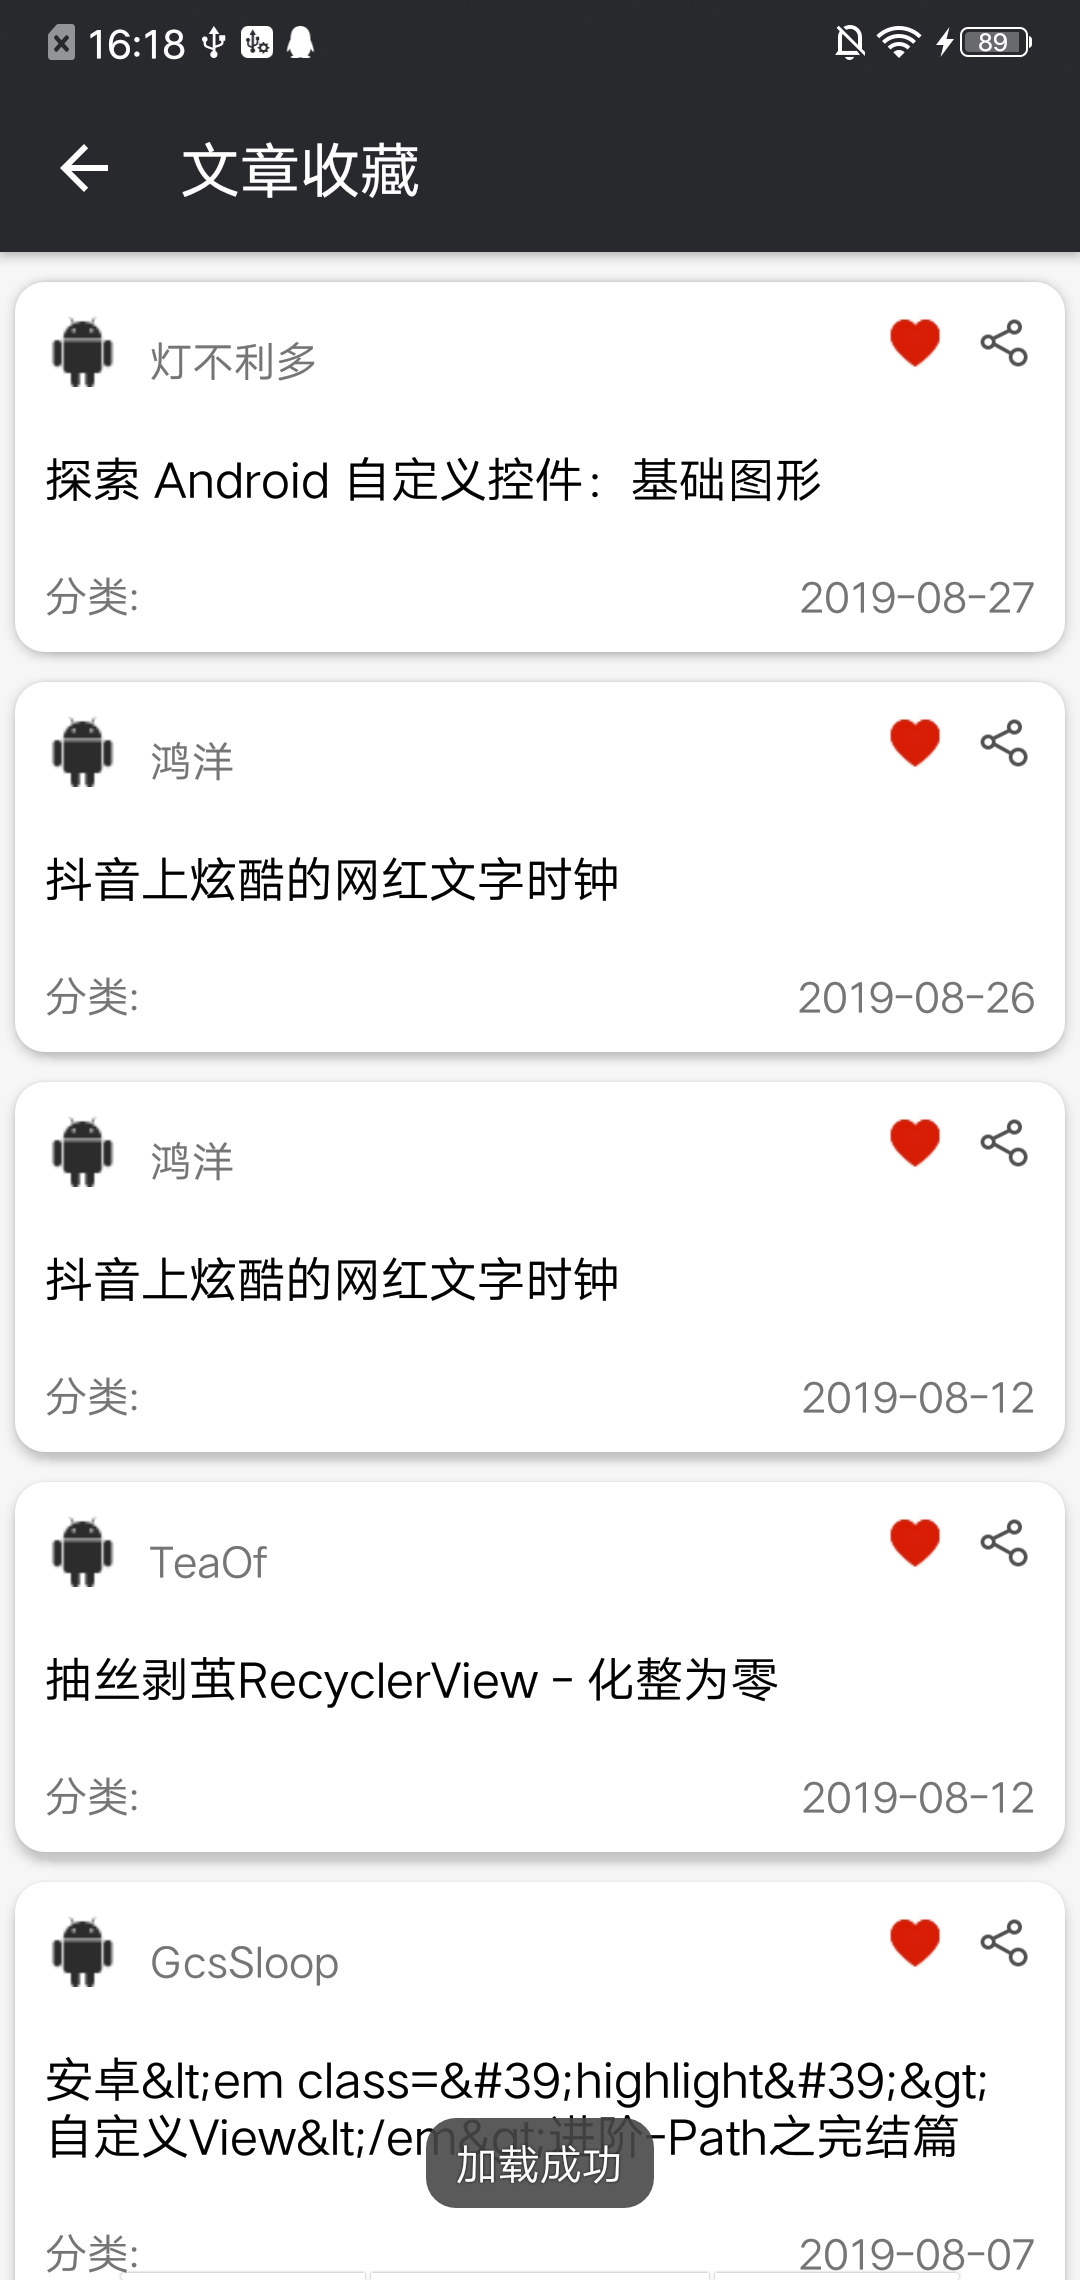 16:18
89
文章收藏
灯不利多
探索 Android 自定义控件：基础图形
分类:
2019-08-27
鸿洋
抖音上炫酷的网红文字时钟
分类:
2019-08-26
鸿洋
抖音上炫酷的网红文字时钟
分类:
2019-08-12
TeaOf
抽丝剥茧RecyclerView - 化整为零
分类:
2019-08-12
GcsSloop
安卓&lt;em class=&#39;highlight&#39;&gt;
自定义View&lt;/em&gt;进阶-Path之完结篇
加载成功
分类:
2019-08-07